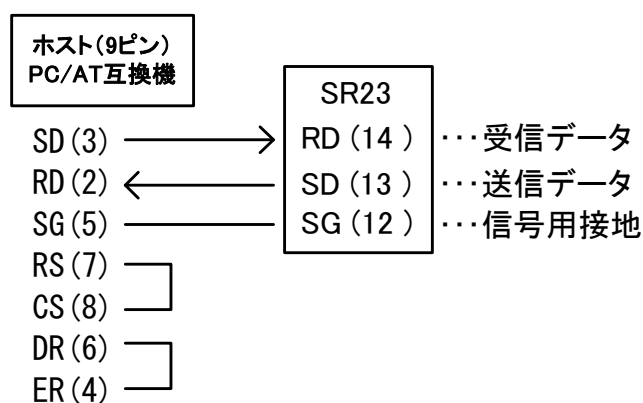 ホスト(9ピン)
PC/AT互換機
SR23
SD(3)
RD(14)
···受信データ
RD(2)
SD(13)
···送信データ
SG(5)
SG(12)
···信号用接地
RS(7)
CS(8)
DR(6)
ER(4)